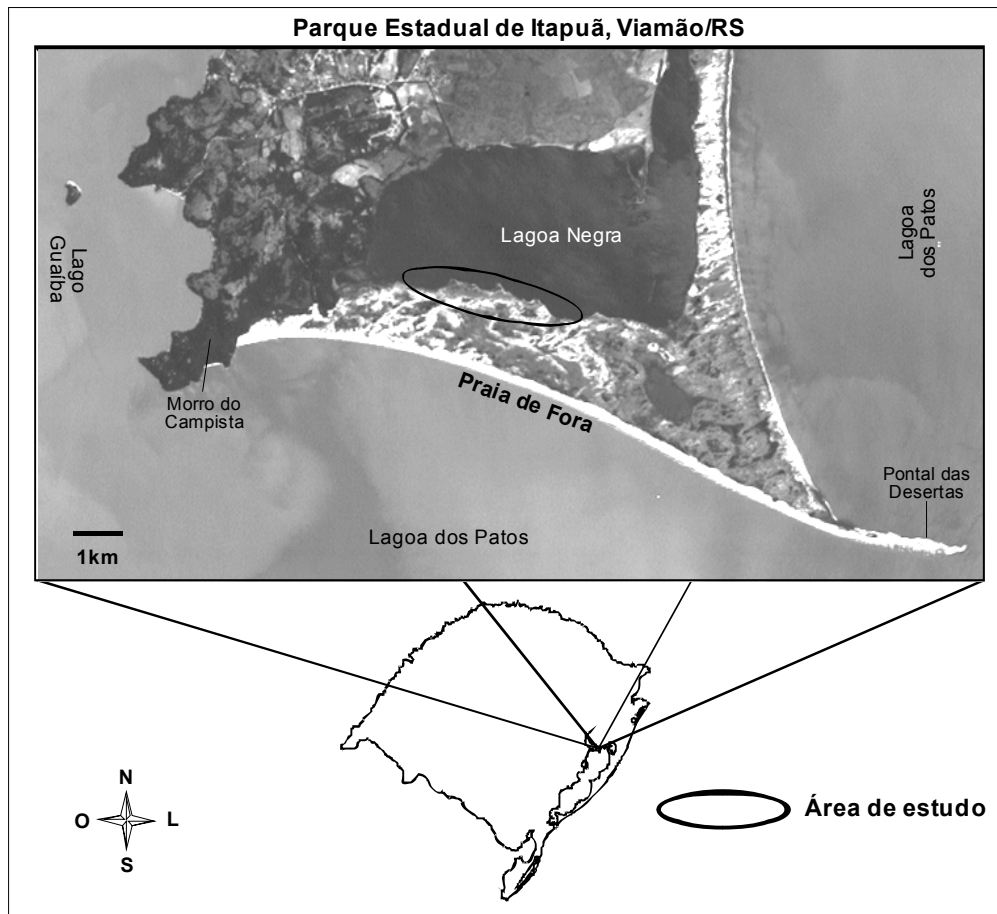 Parque Estadual de Itapuã, Viamão/RS
Lago
Guaíba
Lagoa Negra
Lagoa
dos Patos
Morro do
Campista
Praia de Fora
Pontal das
Desertas
1km
Lagoa dos Patos
N
O
L
S
Área de estudo